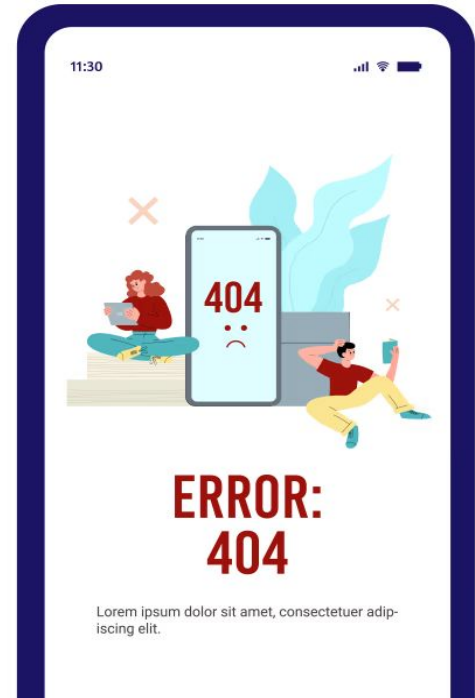 11:30
404
ERROR:
404
Lorem ipsum dolor sit amet, consectetuer adip-
iscing elit.